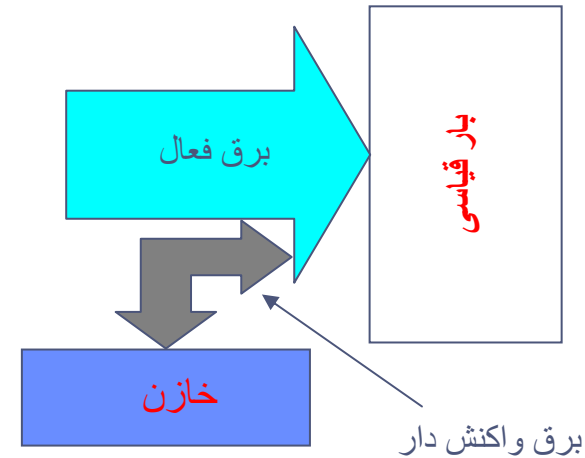 برق فعال
بار قیاسی
خازن
برق واکنش دار